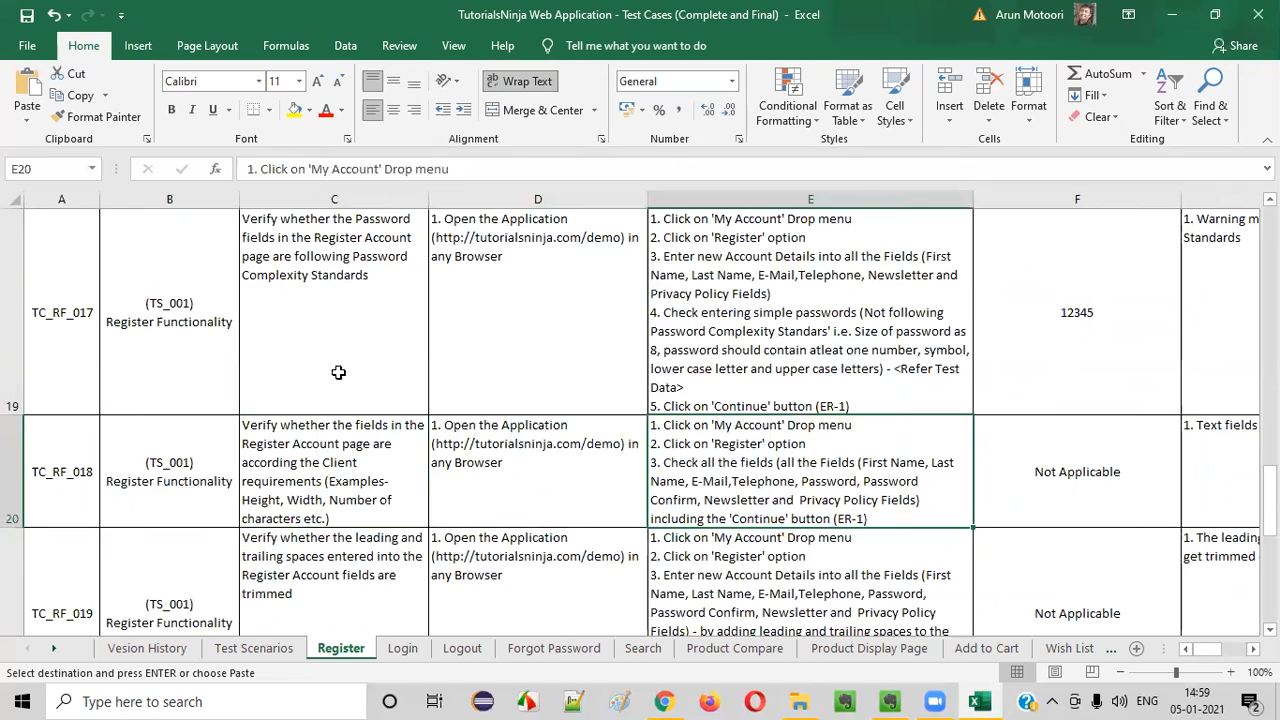 TutorialsNinja Web Application - Test Cases (Complete and Final) - Excel
Arun Motoori
File Home Insert Page Layout Formulas Data Review View Help Tell me what you want to do Share
Paste
Cut
Copy
Format Painter
Clipboard
Calibri 11
B I U
Font
Wrap Text
Merge & Center
Alignment
General
Number
Conditional Formatting
Format as Table
Cell Styles
Styles
Insert Delete Format
Cells
AutoSum
Fill
Clear
Sort & Filter
Find & Select
Editing
E20
fx
1. Click on 'My Account' Drop menu
A B C D E F
19
TC_RF_017
(TS_001)
Register Functionality
Verify whether the Password
fields in the Register Account
page are following Password
Complexity Standards
1. Open the Application
(http://tutorialsninja.com/demo) in
any Browser
1. Click on 'My Account' Drop menu
2. Click on 'Register' option
3. Enter new Account Details into all the Fields (First
Name, Last Name, E-Mail,Telephone, Newsletter and
Privacy Policy Fields)
4. Check entering simple passwords (Not following
Password Complexity Standars' i.e. Size of password as
8, password should contain atleat one number, symbol,
lower case letter and upper case letters) - <Refer Test
Data>
5. Click on 'Continue' button (ER-1)
12345
1. Warning m
Standards
20
TC_RF_018
(TS_001)
Register Functionality
Verify whether the fields in the
Register Account page are
according the Client
requirements (Examples-
Height, Width, Number of
characters etc.)
1. Open the Application
(http://tutorialsninja.com/demo) in
any Browser
1. Click on 'My Account' Drop menu
2. Click on 'Register' option
3. Check all the fields (all the Fields (First Name, Last
Name, E-Mail,Telephone, Password, Password
Confirm, Newsletter and  Privacy Policy Fields)
including the 'Continue' button (ER-1)
Not Applicable
1. Text fields
TC_RF_019
(TS_001)
Register Functionality
Verify whether the leading and
trailing spaces entered into the
Register Account fields are
trimmed
1. Open the Application
(http://tutorialsninja.com/demo) in
any Browser
1. Click on 'My Account' Drop menu
2. Click on 'Register' option
3. Enter new Account Details into all the Fields (First
Name, Last Name, E-Mail,Telephone, Password,
Password Confirm, Newsletter and  Privacy Policy
Fields) - by adding leading and trailing spaces to the
Not Applicable
1. The leading
get trimmed
Vesion History Test Scenarios Register Login Logout Forgot Password Search Product Compare Product Display Page Add to Cart Wish List ...
Select destination and press ENTER or choose Paste
100%
Type here to search
ENG
14:59
05-01-2021
2